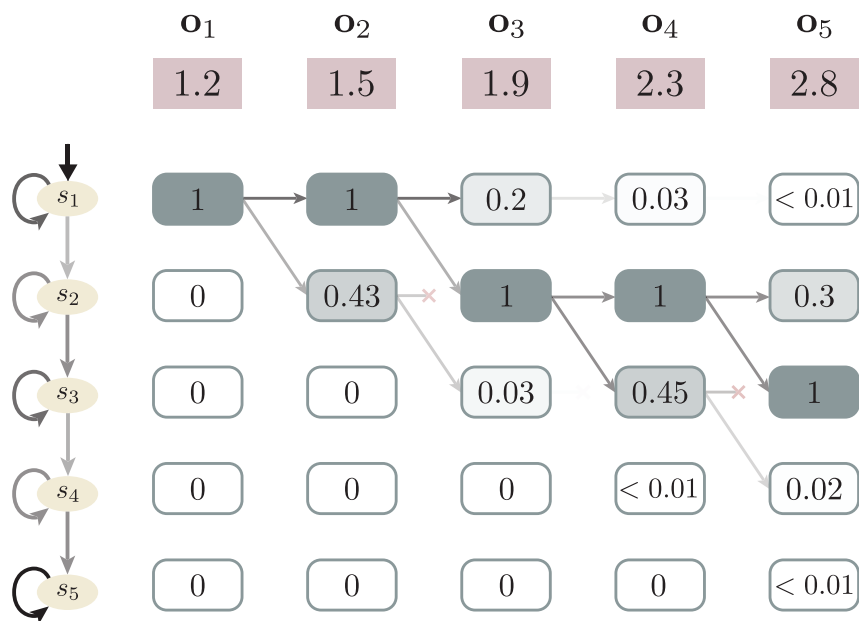 o₁ o₂ o₃ o₄ o₅
1.2 1.5 1.9 2.3 2.8
s₁ 1 1 0.2 0.03 < 0.01
s₂ 0 0.43 1 1 0.3
s₃ 0 0 0.03 0.45 1
s₄ 0 0 0 < 0.01 0.02
s₅ 0 0 0 0 < 0.01